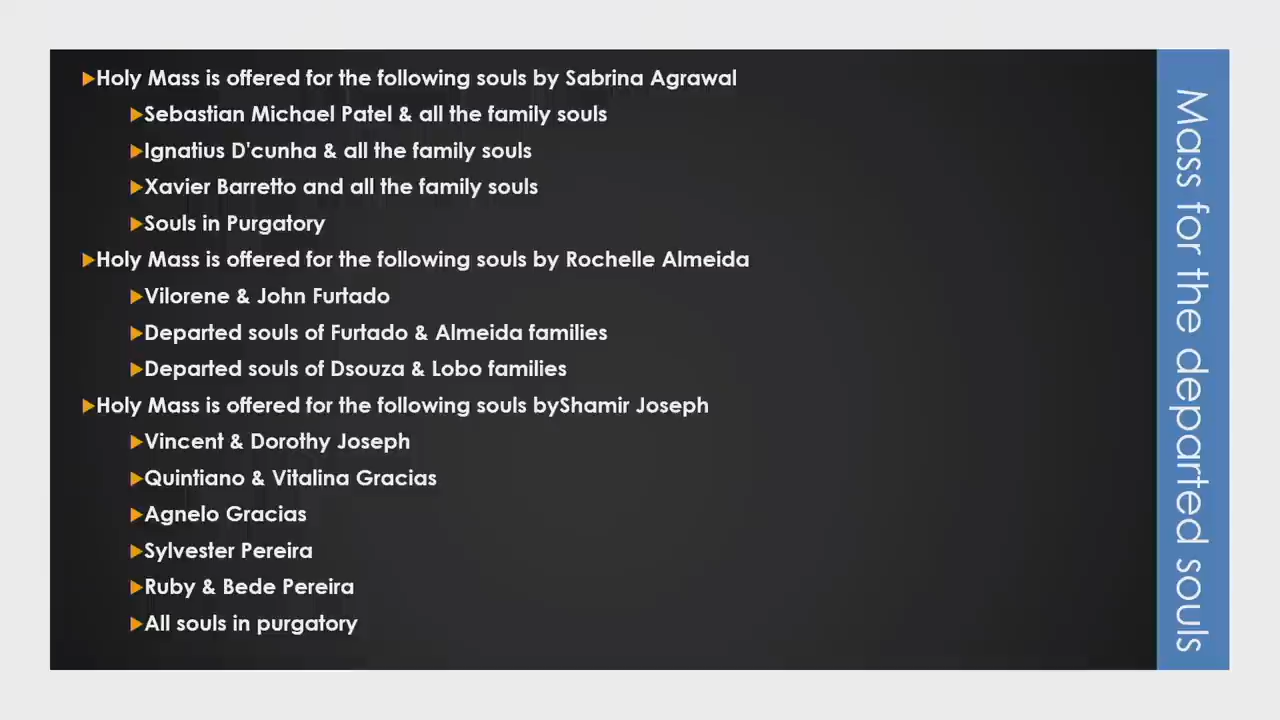 Holy Mass is offered for the following souls by Sabrina Agrawal
Sebastian Michael Patel & all the family souls
Ignatius D'cunha & all the family souls
Xavier Barretto and all the family souls
Souls in Purgatory
Holy Mass is offered for the following souls by Rochelle Almeida
Vilorene & John Furtado
Departed souls of Furtado & Almeida families
Departed souls of Dsouza & Lobo families
Holy Mass is offered for the following souls byShamir Joseph
Vincent & Dorothy Joseph
Quintiano & Vitalina Gracias
Agnelo Gracias
Sylvester Pereira
Ruby & Bede Pereira
All souls in purgatory
Mass for the departed souls